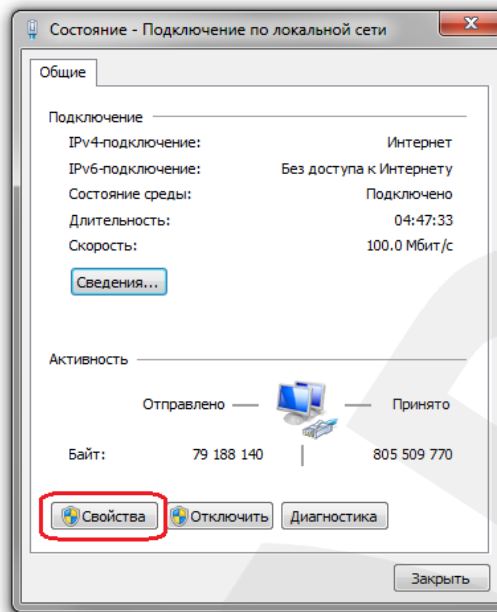 Состояние - Подключение по локальной сети
Общие
Подключение
IPv4-подключение: Интернет
IPv6-подключение: Без доступа к Интернету
Состояние среды: Подключено
Длительность: 04:47:33
Скорость: 100.0 Мбит/с
Сведения...
Активность
Отправлено — — Принято
Байт: 79 188 140 | 805 509 770
Свойства Отключить Диагностика
Закрыть